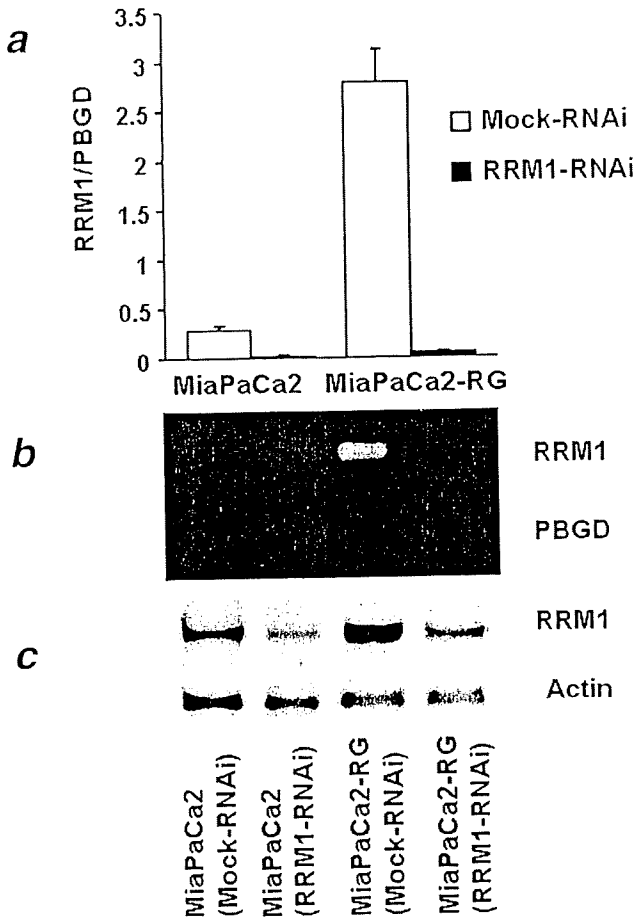 a
RRM1/PBGD
3.5
3
2.5
2
1.5
1
0.5
0
Mock-RNAi
RRM1-RNAi
MiaPaCa2 MiaPaCa2-RG
b
RRM1
PBGD
c
RRM1
Actin
MiaPaCa2
(Mock-RNAi)
MiaPaCa2
(RRM1-RNAi)
MiaPaCa2-RG
(Mock-RNAi)
MiaPaCa2-RG
(RRM1-RNAi)